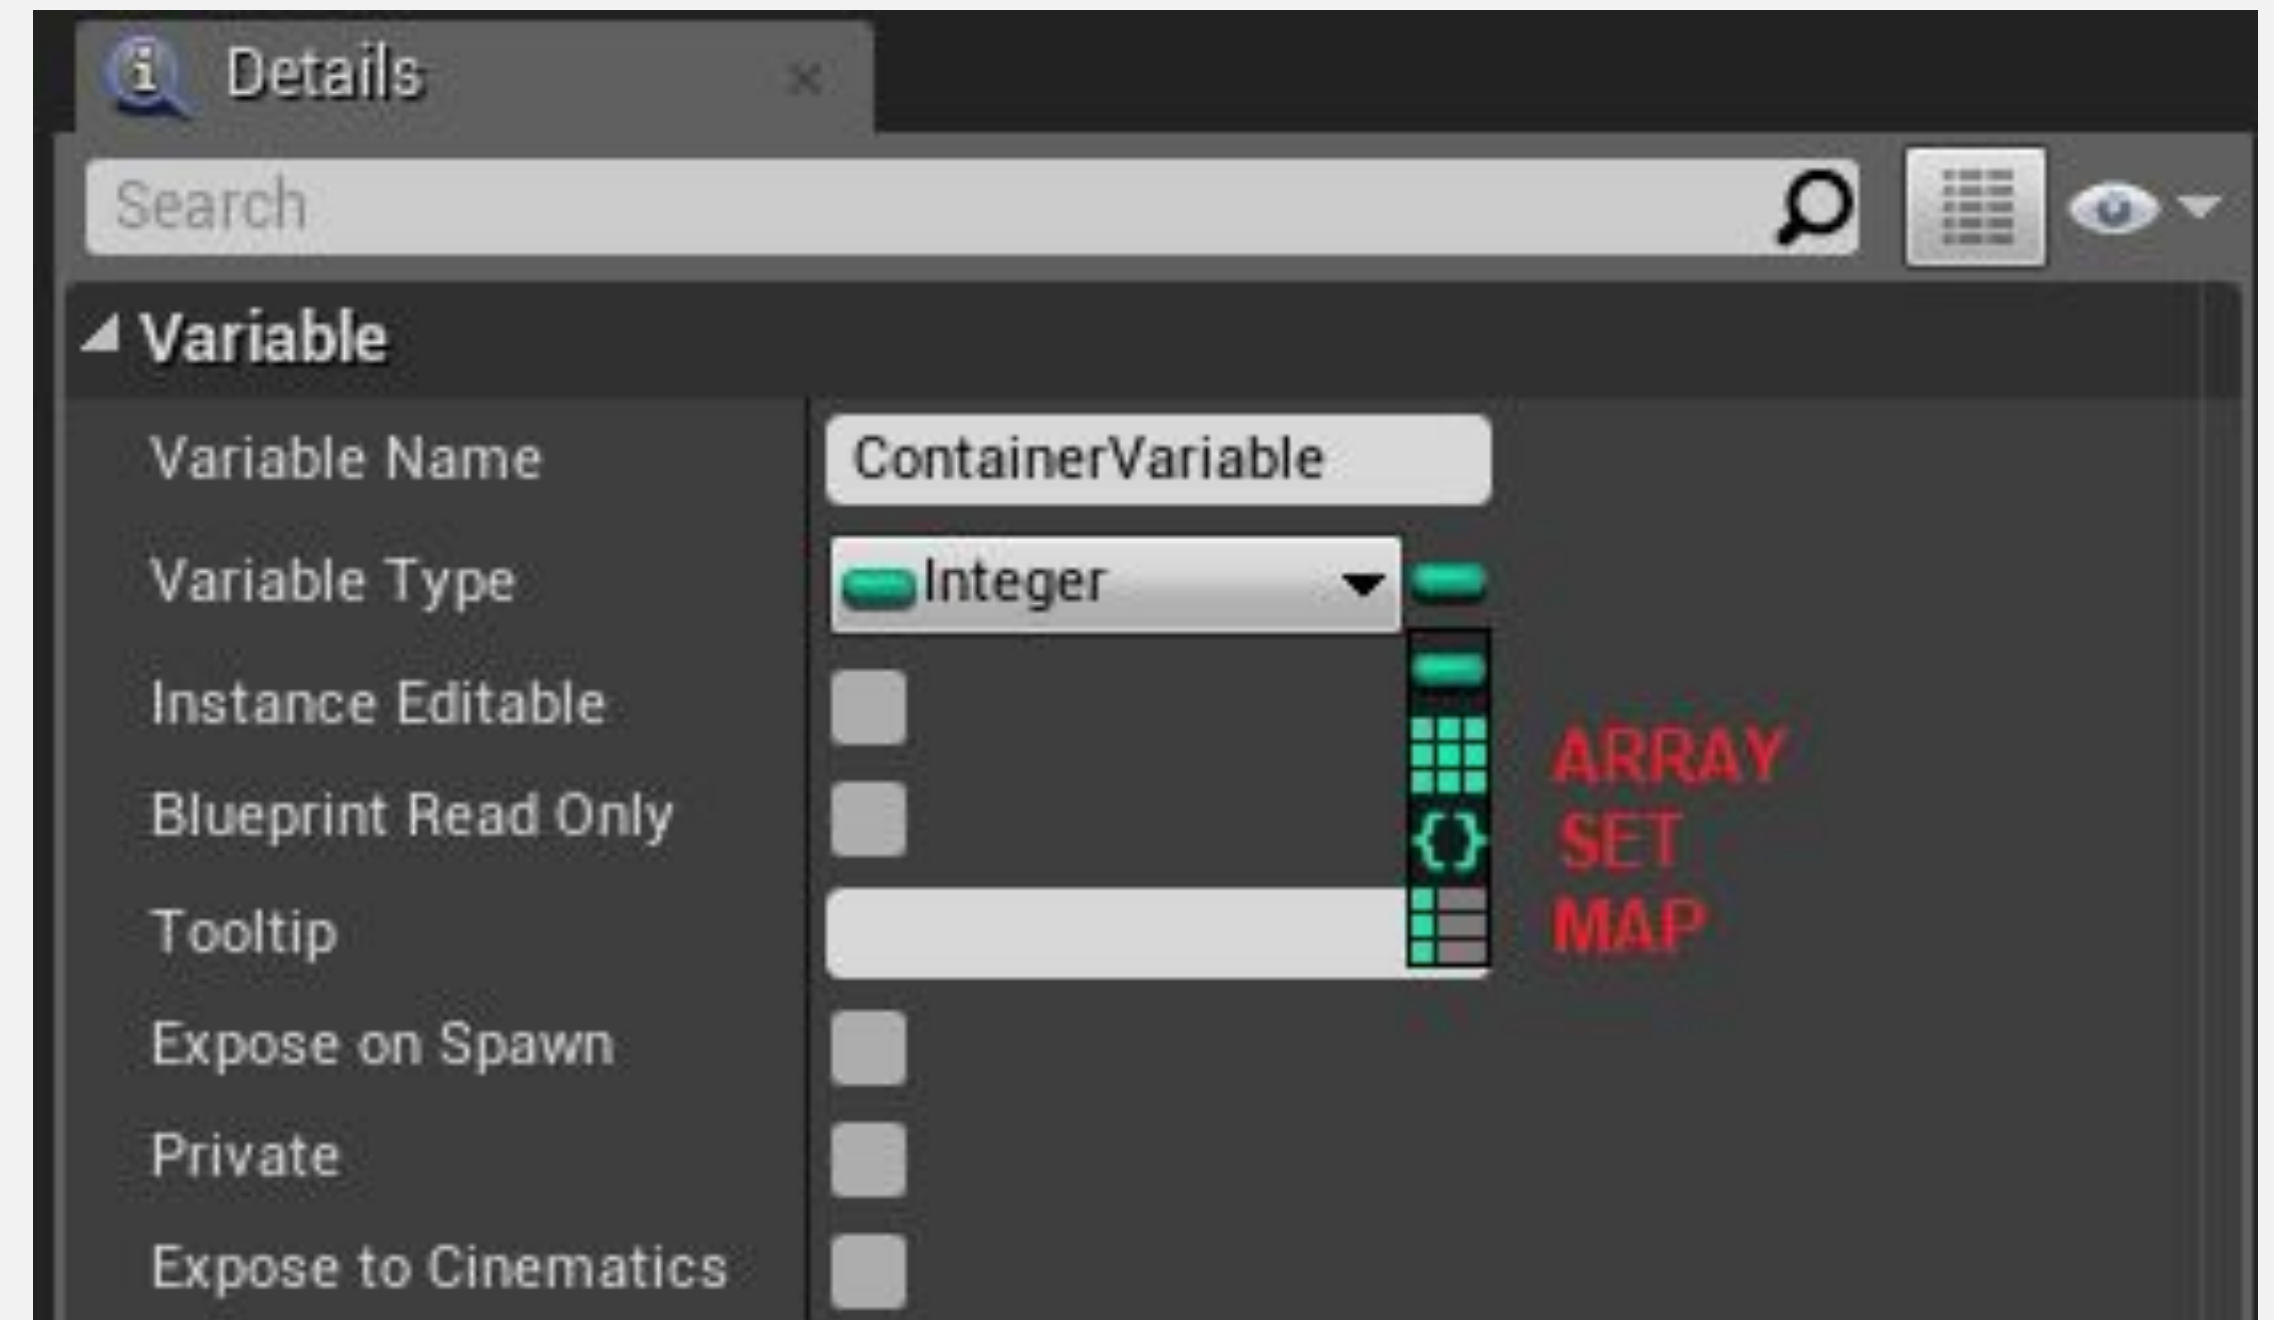 Details
Search
Variable
Variable Name ContainerVariable
Variable Type Integer
Instance Editable
ARRAY
Blueprint Read Only
SET
Tooltip
MAP
Expose on Spawn
Private
Expose to Cinematics